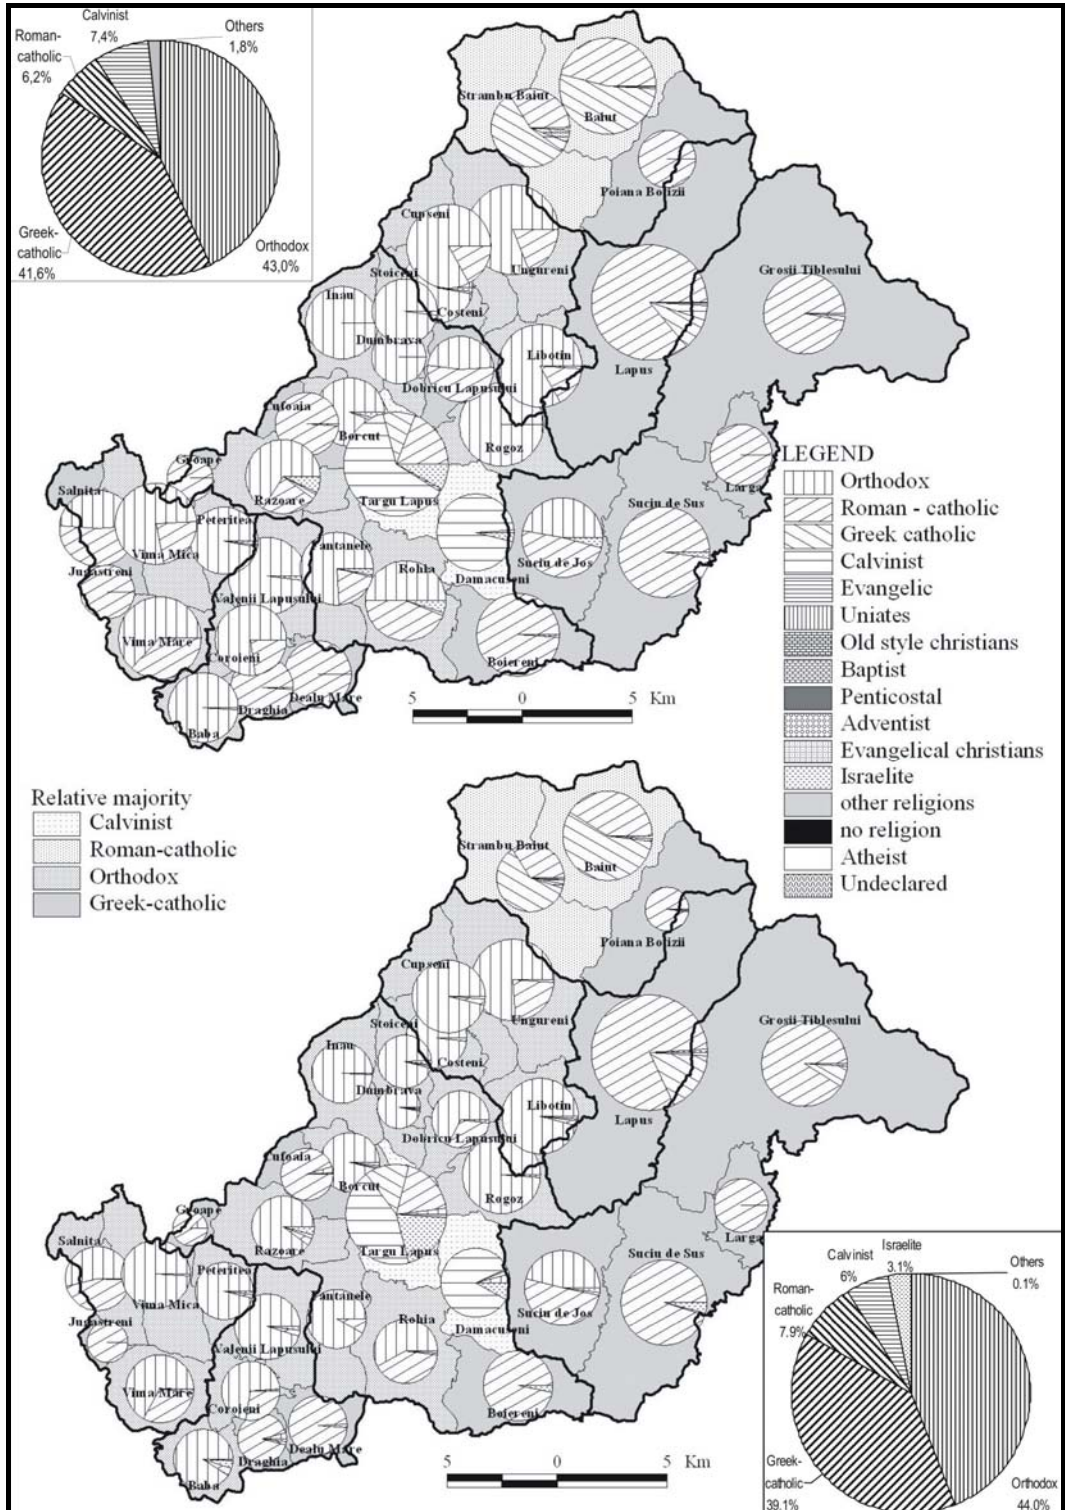 Calvinist
7,4%
Roman-
catholic
6,2%
Others
1,8%
Greek-
catholic
41,6%
Orthodox
43,0%
Strambu Baiut
Baiut
Poiana Botizii
Cupseni
Ungureni
Grosii Tiblesului
Stoiceni
Inau
Costeni
Dumbrava
Libotin
Dobricu Lapusului
Lapus
Cufoaia
Borcut
Rogoz
Groape
Salnita
Razoare
Targu Lapus
Larga
Suciu de Sus
Peteritea
Vima Mica
Fantanele
Rohia
Suciu de Jos
Jugastreni
Damacuseni
Valenii Lapusului
Vima Mare
Coroieni
Boiereni
Dealu Mare
Draghia
Baba
5 0 5 Km
LEGEND
Orthodox
Roman - catholic
Greek catholic
Calvinist
Evangelic
Uniates
Old style christians
Baptist
Penticostal
Adventist
Evangelical christians
Israelite
other religions
no religion
Atheist
Undeclared
Relative majority
Calvinist
Roman-catholic
Orthodox
Greek-catholic
Strambu Baiut
Baiut
Poiana Botizii
Cupseni
Ungureni
Grosii Tiblesului
Stoiceni
Inau
Costeni
Dumbrava
Libotin
Dobricu Lapusului
Lapus
Cufoaia
Borcut
Rogoz
Groape
Salnita
Razoare
Targu Lapus
Larga
Suciu de Sus
Peteritea
Vima Mica
Fantanele
Rohia
Suciu de Jos
Jugastreni
Damacuseni
Valenii Lapusului
Vima Mare
Coroieni
Boiereni
Dealu Mare
Draghia
Baba
5 0 5 Km
Israelite
3.1%
Calvinist
6%
Others
0.1%
Roman-
catholic
7.9%
Greek-
catholic
39.1%
Orthodox
44.0%